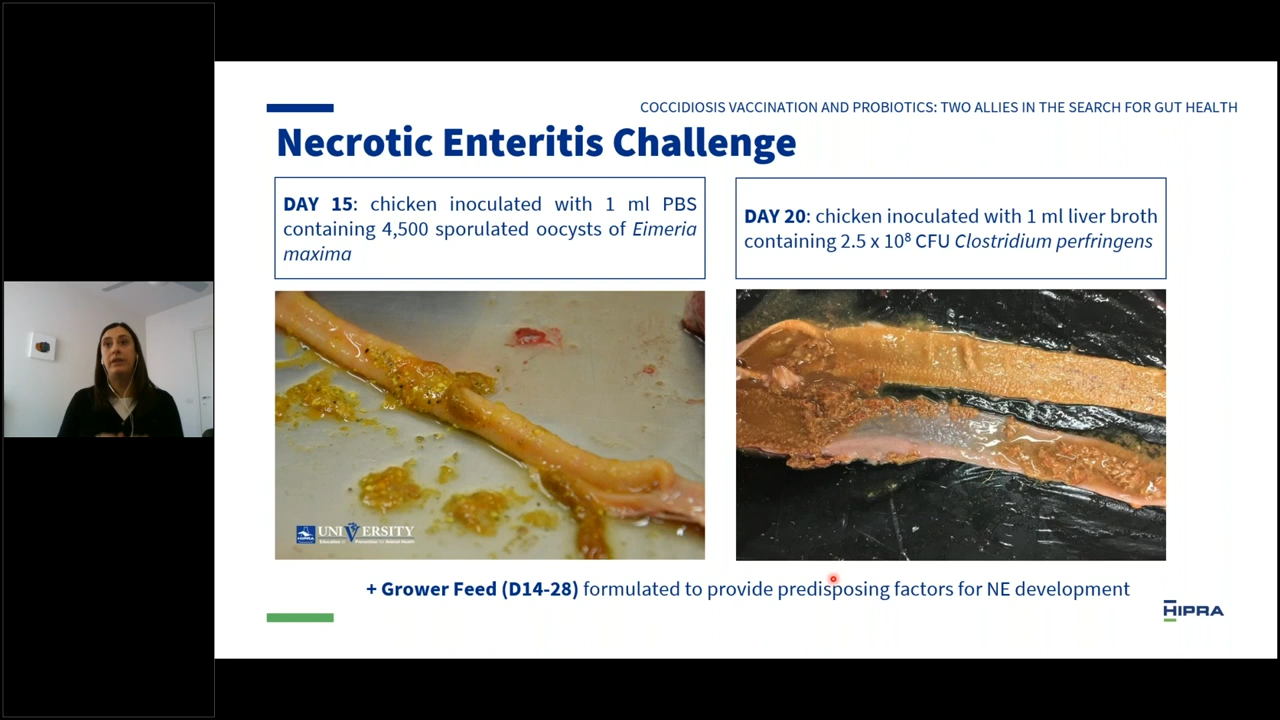 COCCIDIOSIS VACCINATION AND PROBIOTICS: TWO ALLIES IN THE SEARCH FOR GUT HEALTH
Necrotic Enteritis Challenge
DAY 15: chicken inoculated with 1 ml PBS
containing 4,500 sporulated oocysts of Eimeria
maxima
DAY 20: chicken inoculated with 1 ml liver broth
containing 2.5 x 10⁸ CFU Clostridium perfringens
HIPRA
UNIVERSITY
+ Grower Feed (D14-28) formulated to provide predisposing factors for NE development
HIPRA